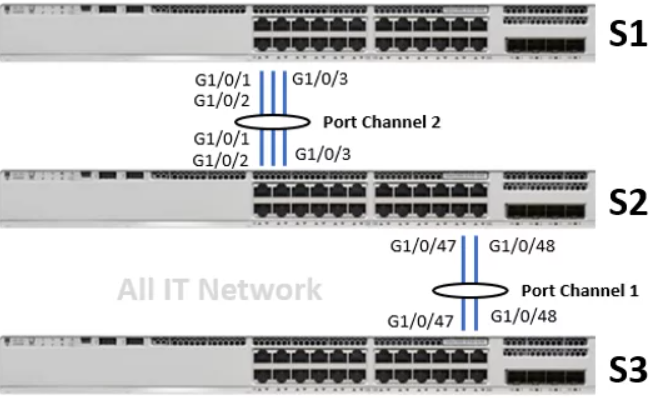 S1
G1/0/1 G1/0/3
G1/0/2
Port Channel 2
G1/0/1
G1/0/2 G1/0/3
S2
G1/0/47 G1/0/48
All IT Network
Port Channel 1
G1/0/47 G1/0/48
S3